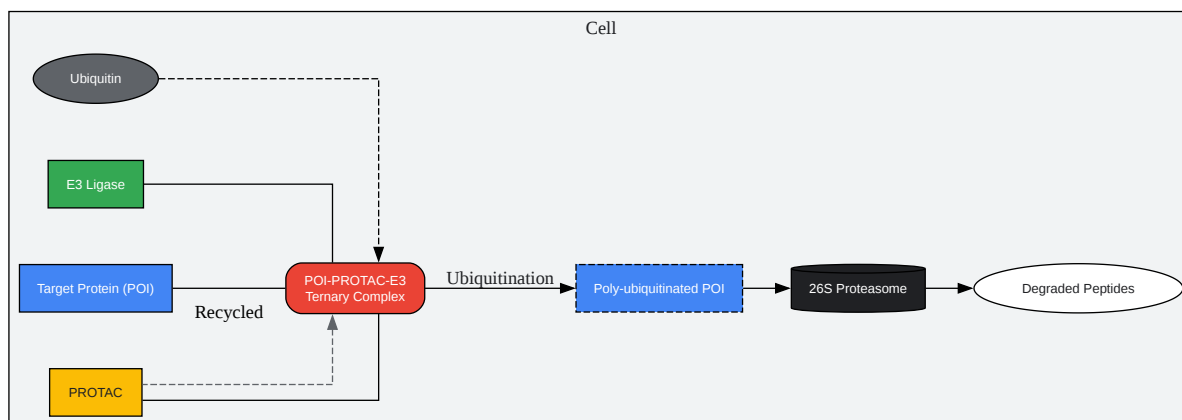 Cell
Ubiquitin
E3 Ligase
Target Protein (POI)
Recycled
PROTAC
POI-PROTAC-E3
Ternary Complex
Ubiquitination
Poly-ubiquitinated POI
26S Proteasome
Degraded Peptides